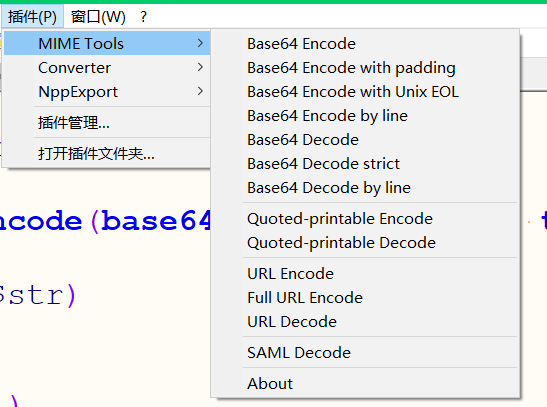 插件(P) 窗口(W) ?
MIME Tools
Converter
NppExport
插件管理...
打开插件文件夹...
Base64 Encode
Base64 Encode with padding
Base64 Encode with Unix EOL
Base64 Encode by line
Base64 Decode
Base64 Decode strict
Base64 Decode by line
Quoted-printable Encode
Quoted-printable Decode
URL Encode
Full URL Encode
URL Decode
SAML Decode
About
ncode(base64
$str)
)